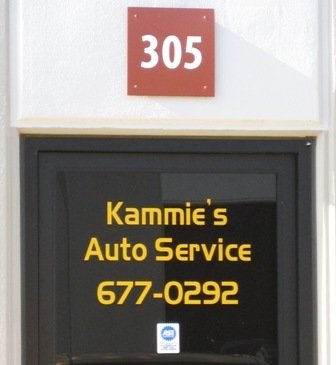 305
Kammie's
Auto Service
677-0292